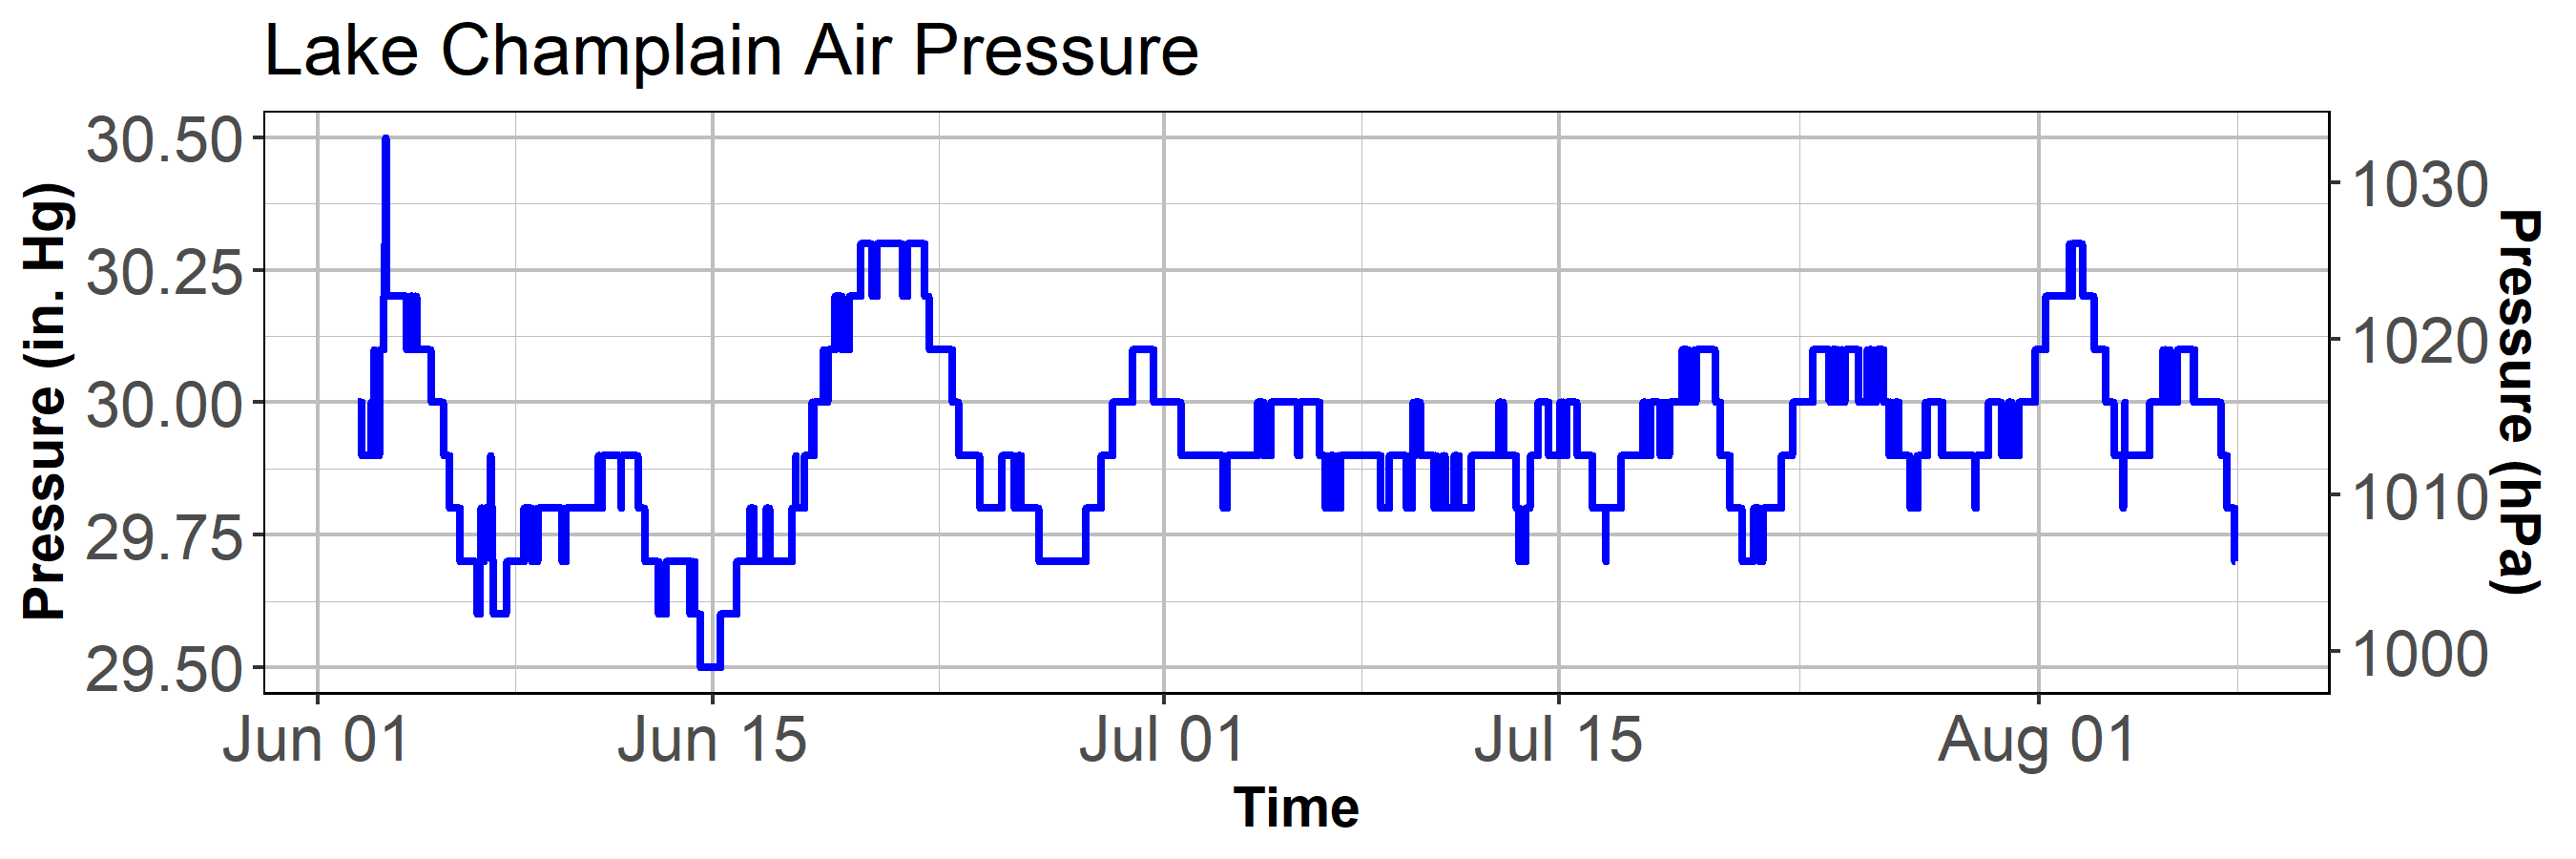 Lake Champlain Air Pressure
Pressure (in. Hg)
30.50
30.25
30.00
29.75
29.50
1030
1020
1010
1000
Pressure (hPa)
Jun 01 Jun 15 Jul 01 Jul 15 Aug 01
Time